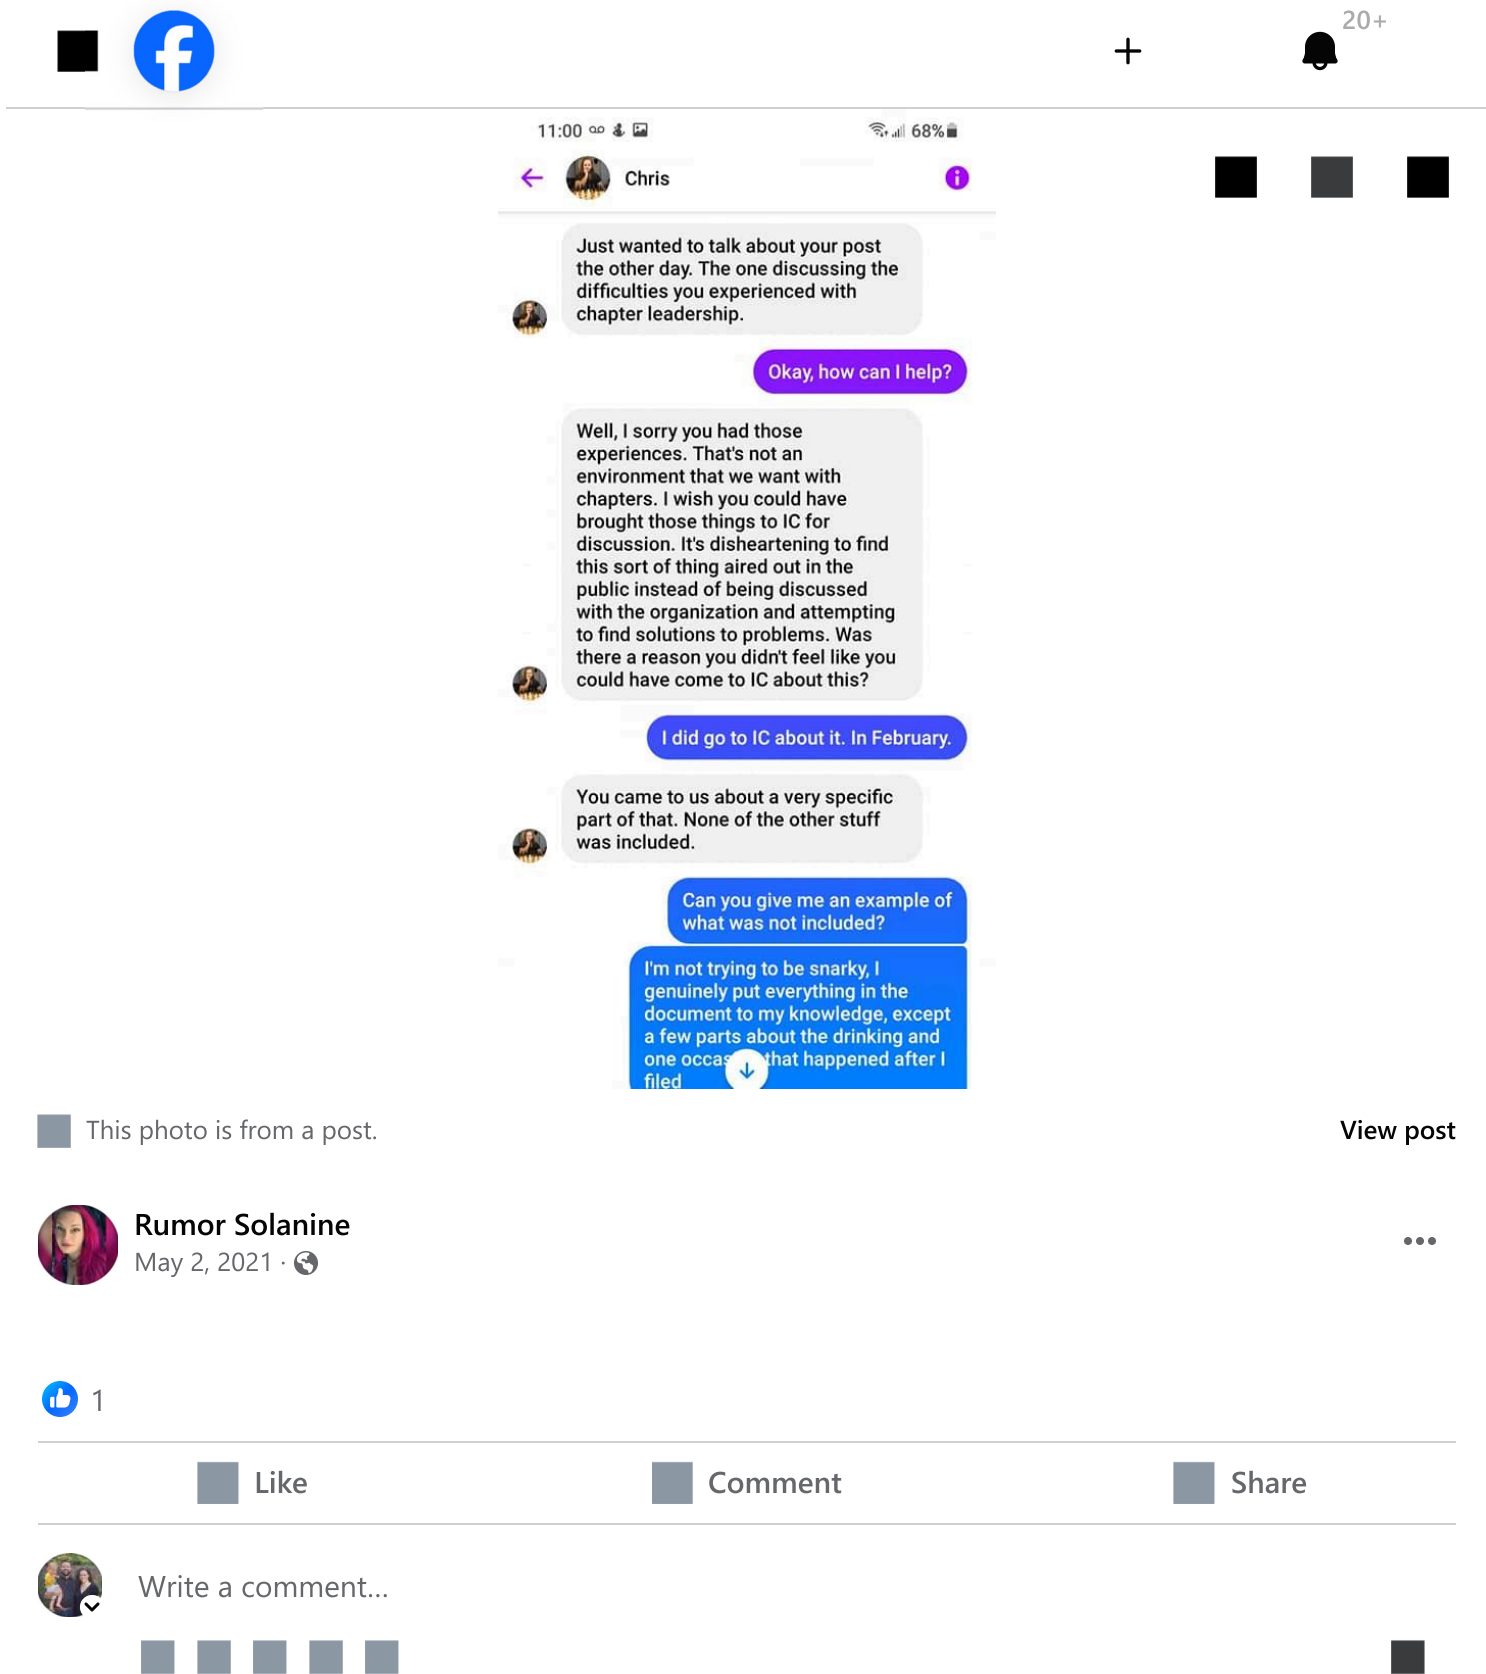 20+
11:00
68%
Chris
Just wanted to talk about your post
the other day. The one discussing the
difficulties you experienced with
chapter leadership.
Okay, how can I help?
Well, I sorry you had those
experiences. That's not an
environment that we want with
chapters. I wish you could have
brought those things to IC for
discussion. It's disheartening to find
this sort of thing aired out in the
public instead of being discussed
with the organization and attempting
to find solutions to problems. Was
there a reason you didn't feel like you
could have come to IC about this?
I did go to IC about it. In February.
You came to us about a very specific
part of that. None of the other stuff
was included.
Can you give me an example of
what was not included?
I'm not trying to be snarky, I
genuinely put everything in the
document to my knowledge, except
a few parts about the drinking and
one that happened after I
filed
This photo is from a post.
View post
Rumor Solanine
May 2, 2021 ·
1
Like
Comment
Share
Write a comment...